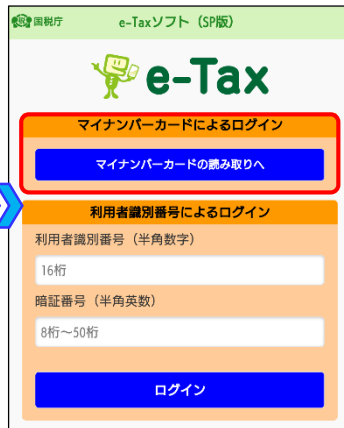 国税庁 e-Taxソフト（SP版）
e-Tax
マイナンバーカードによるログイン
マイナンバーカードの読み取りへ
利用者識別番号によるログイン
利用者識別番号（半角数字）
16桁
暗証番号（半角英数）
8桁～50桁
ログイン